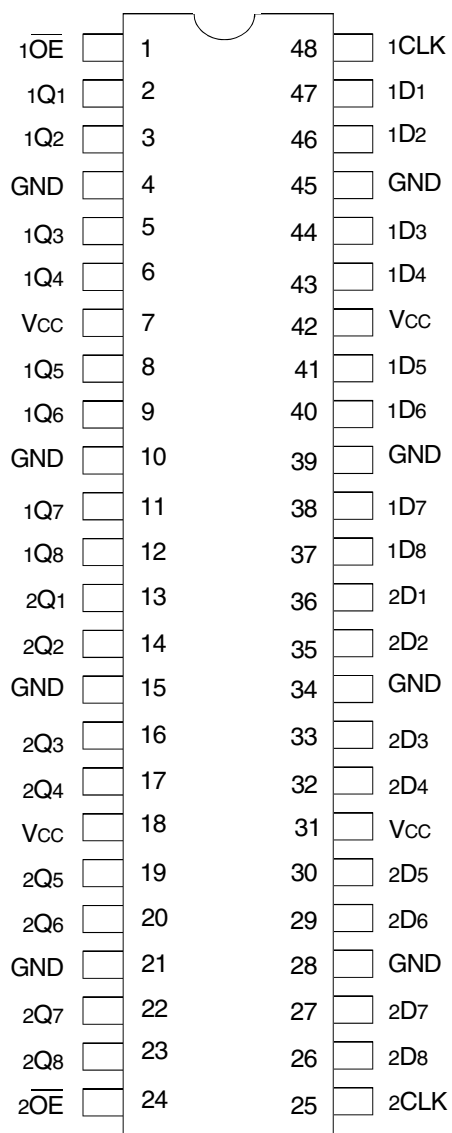 1O̅E̅ 1 48 1CLK
1Q1 2 47 1D1
1Q2 3 46 1D2
GND 4 45 GND
1Q3 5 44 1D3
1Q4 6 43 1D4
VCC 7 42 VCC
1Q5 8 41 1D5
1Q6 9 40 1D6
GND 10 39 GND
1Q7 11 38 1D7
1Q8 12 37 1D8
2Q1 13 36 2D1
2Q2 14 35 2D2
GND 15 34 GND
2Q3 16 33 2D3
2Q4 17 32 2D4
VCC 18 31 VCC
2Q5 19 30 2D5
2Q6 20 29 2D6
GND 21 28 GND
2Q7 22 27 2D7
2Q8 23 26 2D8
2O̅E̅ 24 25 2CLK